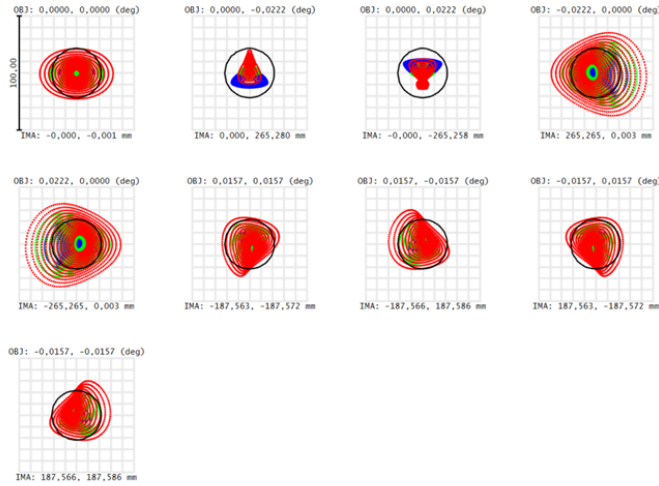 OBJ: 0,0000, 0,0000 (deg)
OBJ: 0,0000, -0,0222 (deg)
OBJ: 0,0000, 0,0222 (deg)
OBJ: -0,0222, 0,0000 (deg)
100,00
IMA: -0,000, -0,001 mm
IMA: 0,000, 265,280 mm
IMA: -0,000, -265,258 mm
IMA: 265,265, 0,003 mm
OBJ: 0,0222, 0,0000 (deg)
OBJ: 0,0157, 0,0157 (deg)
OBJ: 0,0157, -0,0157 (deg)
OBJ: -0,0157, 0,0157 (deg)
IMA: -265,265, 0,003 mm
IMA: -187,563, -187,572 mm
IMA: -187,566, 187,586 mm
IMA: 187,563, -187,572 mm
OBJ: -0,0157, -0,0157 (deg)
IMA: 187,566, 187,586 mm